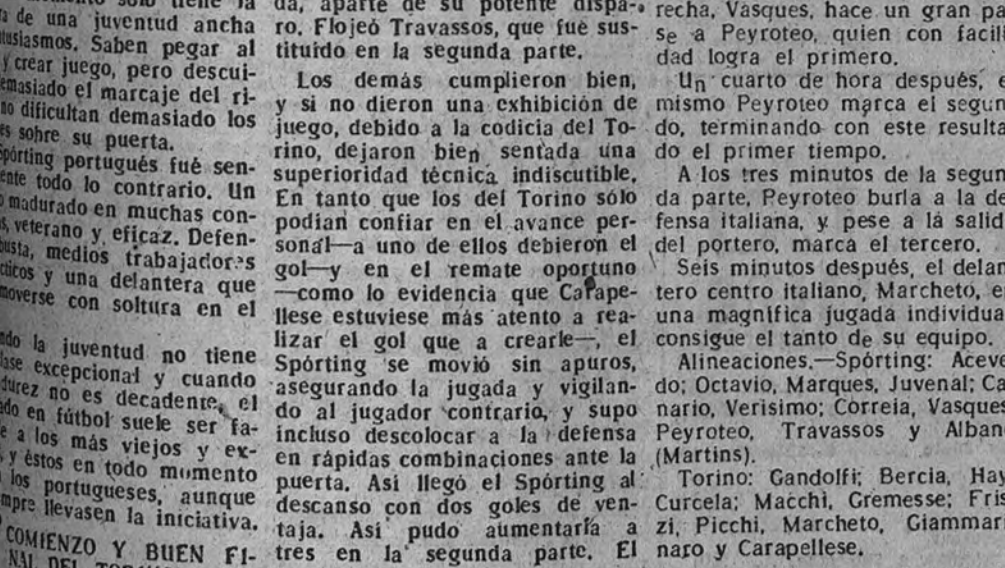 de una juventud ancha
Saben pegar al
y crear juego, pero descui-
el marcaje del ri-
no dificultan demasiado los
sobre su puerta.
Spórting portugués fué sen-
todo lo contrario. Un
madurado en muchas con-
veterano y eficaz. Defen-
medios trabajadores
y una delantera que
moverse con soltura en el
la juventud no tiene
excepcional y cuando
no es decadente, el
en fútbol suele ser fa-
a los más viejos y ex-
y éstos en todo momento
los portugueses, aunque
llevasen la iniciativa.
COMIENZO Y BUEN FI-
NAL DEL
da, aparte de su potente dispa-
ro. Flojeó Travassos, que fué sus-
tituído en la segunda parte.
Los demás cumplieron bien,
y si no dieron una exhibición de
juego, debido a la codicia del To-
rino, dejaron bien sentada una
superioridad técnica indiscutible.
En tanto que los del Torino sólo
podian confiar en el avance per-
sonal—a uno de ellos debieron el
gol—y en el remate oportuno
—como lo evidencia que Carape-
llese estuviese más atento a rea-
lizar el gol que a crearle—, el
Spórting se movió sin apuros,
asegurando la jugada y vigilan-
do al jugador contrario, y supo
incluso descolocar a la defensa
en rápidas combinaciones ante la
puerta. Asi llegó el Spórting al
descanso con dos goles de ven-
taja. Asi pudo aumentarla a
tres en la segunda parte. El
recha, Vasques, hace un gran pa-
se a Peyroteo, quien con facili
dad logra el primero.
Un cuarto de hora después, e
mismo Peyroteo marca el segun
do, terminando con este resulta
do el primer tiempo.
A los tres minutos de la segun
da parte, Peyroteo burla a la de
fensa italiana, y pese a la salid
del portero, marca el tercero.
Seis minutos después, el delan
tero centro italiano, Marcheto, e
una magnífica jugada individua
consigue el tanto de su equipo.
Alineaciones.—Spórting: Aceve
do; Octavio, Marques, Juvenal; Ca
nario, Verisimo; Correia, Vasques
Peyroteo, Travassos y Alban
(Martins).
Torino: Gandolfi; Bercia, Hay
Curcela; Macchi, Gremesse; Fris
zi, Picchi, Marcheto, Giammari
naro y Carapellese.